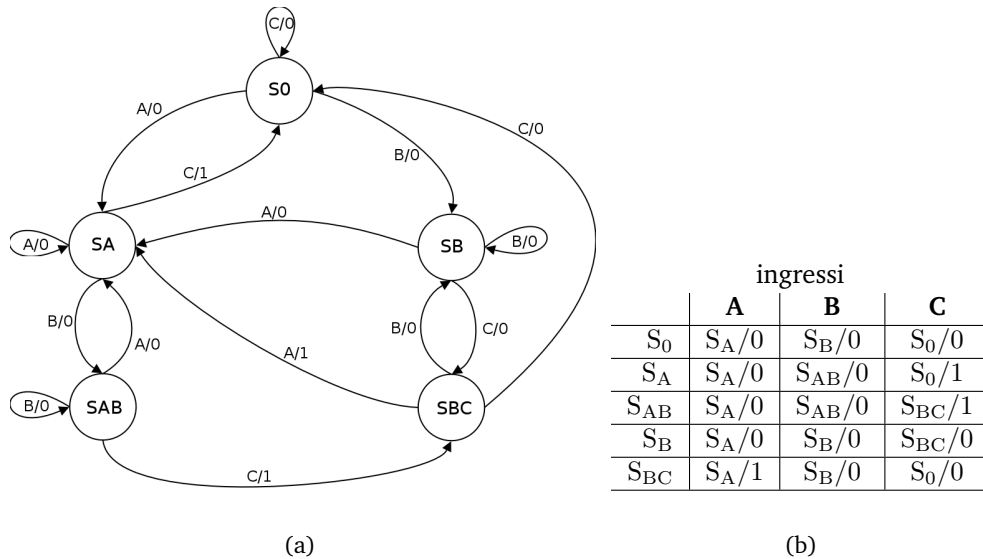 C/0
S0
A/0
C/0
C/1
B/0
A/0
SA
SB
A/0
B/0
B/0
B/0
C/0
A/0
A/1
B/0
SAB
SBC
C/1
ingressi
A B C
S0 SA/0 SB/0 S0/0
SA SA/0 SAB/0 S0/1
SAB SA/0 SAB/0 SBC/1
SB SA/0 SB/0 SBC/0
SBC SA/1 SB/0 S0/0
(a) (b)